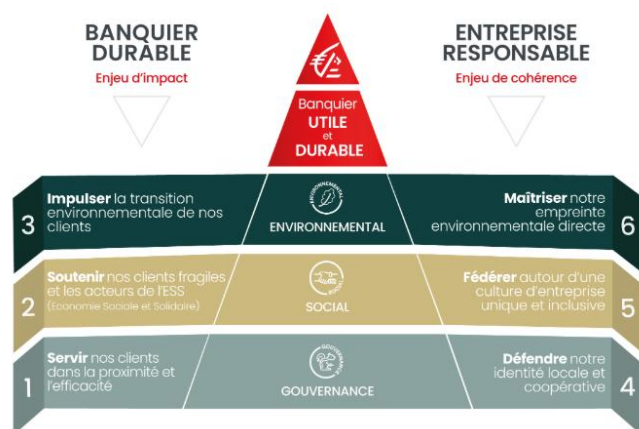 BANQUIER
DURABLE
Enjeu d'impact
ENTREPRISE
RESPONSABLE
Enjeu de cohérence
Banquier
UTILE
et
DURABLE
3
Impulser la transition
environnementale de nos
clients
ENVIRONNEMENTAL
ENVIRONNEMENTAL
Maîtriser notre
empreinte
environnementale directe
6
2
Soutenir nos clients fragiles
et les acteurs de l'ESS
(Économie Sociale et Solidaire)
SOCIAL
SOCIAL
Fédérer autour d'une
culture d'entreprise
unique et inclusive
5
1
Servir nos clients
dans la proximité et
l'efficacité
GOUVERNANCE
GOUVERNANCE
Défendre notre
identité locale et
coopérative
4